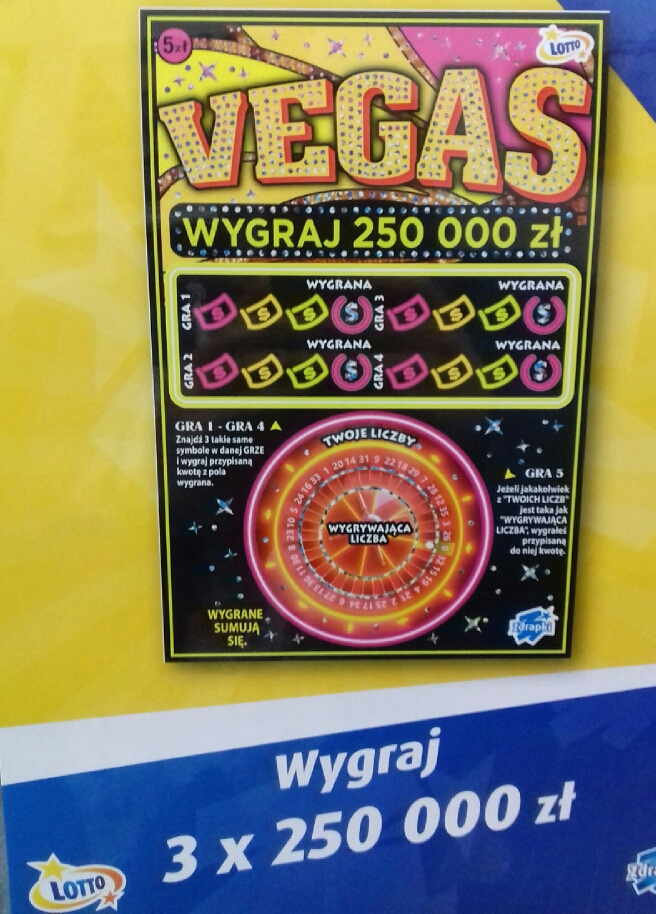 5zł
LOTTO
VEGAS
WYGRAJ 250 000 zł
WYGRANA
WYGRANA
GRA 1
GRA 3
WYGRANA
WYGRANA
GRA 2
GRA 4
GRA 1 - GRA 4
Znajdź 3 takie same
symbole w danej GRZE
i wygraj przypisaną
kwotę z pola
wygrana.
TWOJE LICZBY
WYGRYWAJĄCA
LICZBA
GRA 5
Jeżeli jakakolwiek
z "TWOICH LICZB"
jest taka jak
"WYGRYWAJĄCA
LICZBA", wygrałeś
przypisaną
do niej kwotę.
WYGRANE
SUMUJĄ
SIĘ.
zdrapki
Wygraj
3 x 250 000 zł
LOTTO